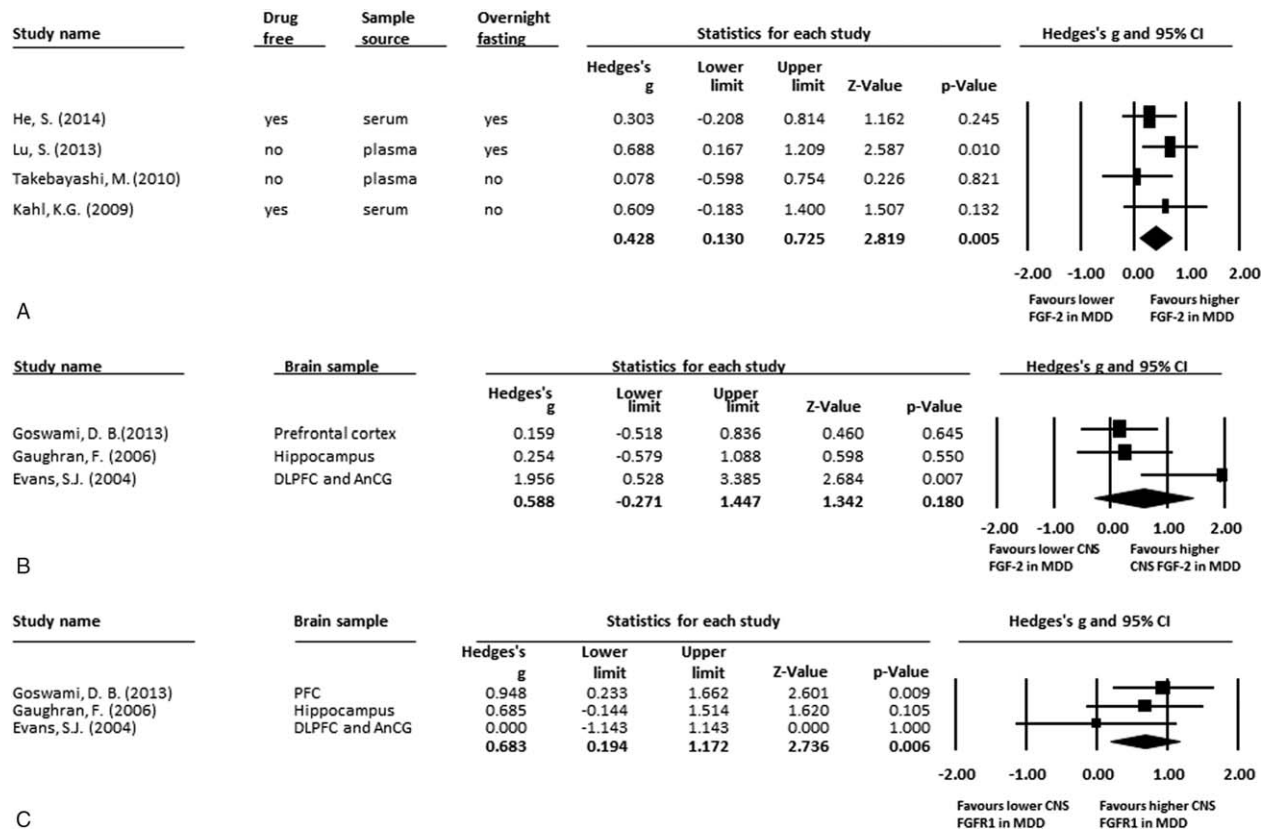 Study name Drug free Sample source Overnight fasting Statistics for each study Hedges's g and 95% CI
Hedges's g Lower limit Upper limit Z-Value p-Value
He, S. (2014) yes serum yes 0.303 -0.208 0.814 1.162 0.245
Lu, S. (2013) no plasma yes 0.688 0.167 1.209 2.587 0.010
Takebayashi, M. (2010) no plasma no 0.078 -0.598 0.754 0.226 0.821
Kahl, K.G. (2009) yes serum no 0.609 -0.183 1.400 1.507 0.132
0.428 0.130 0.725 2.819 0.005
-2.00 -1.00 0.00 1.00 2.00
Favours lower FGF-2 in MDD Favours higher FGF-2 in MDD
A
Study name Brain sample Statistics for each study Hedges's g and 95% CI
Hedges's g Lower limit Upper limit Z-Value p-Value
Goswami, D. B.(2013) Prefrontal cortex 0.159 -0.518 0.836 0.460 0.645
Gaughran, F. (2006) Hippocampus 0.254 -0.579 1.088 0.598 0.550
Evans, S.J. (2004) DLPFC and AnCG 1.956 0.528 3.385 2.684 0.007
0.588 -0.271 1.447 1.342 0.180
-2.00 -1.00 0.00 1.00 2.00
Favours lower CNS FGF-2 in MDD Favours higher CNS FGF-2 in MDD
B
Study name Brain sample Statistics for each study Hedges's g and 95% CI
Hedges's g Lower limit Upper limit Z-Value p-Value
Goswami, D. B. (2013) PFC 0.948 0.233 1.662 2.601 0.009
Gaughran, F. (2006) Hippocampus 0.685 -0.144 1.514 1.620 0.105
Evans, S.J. (2004) DLPFC and AnCG 0.000 -1.143 1.143 0.000 1.000
0.683 0.194 1.172 2.736 0.006
-2.00 -1.00 0.00 1.00 2.00
Favours lower CNS FGFR1 in MDD Favours higher CNS FGFR1 in MDD
C